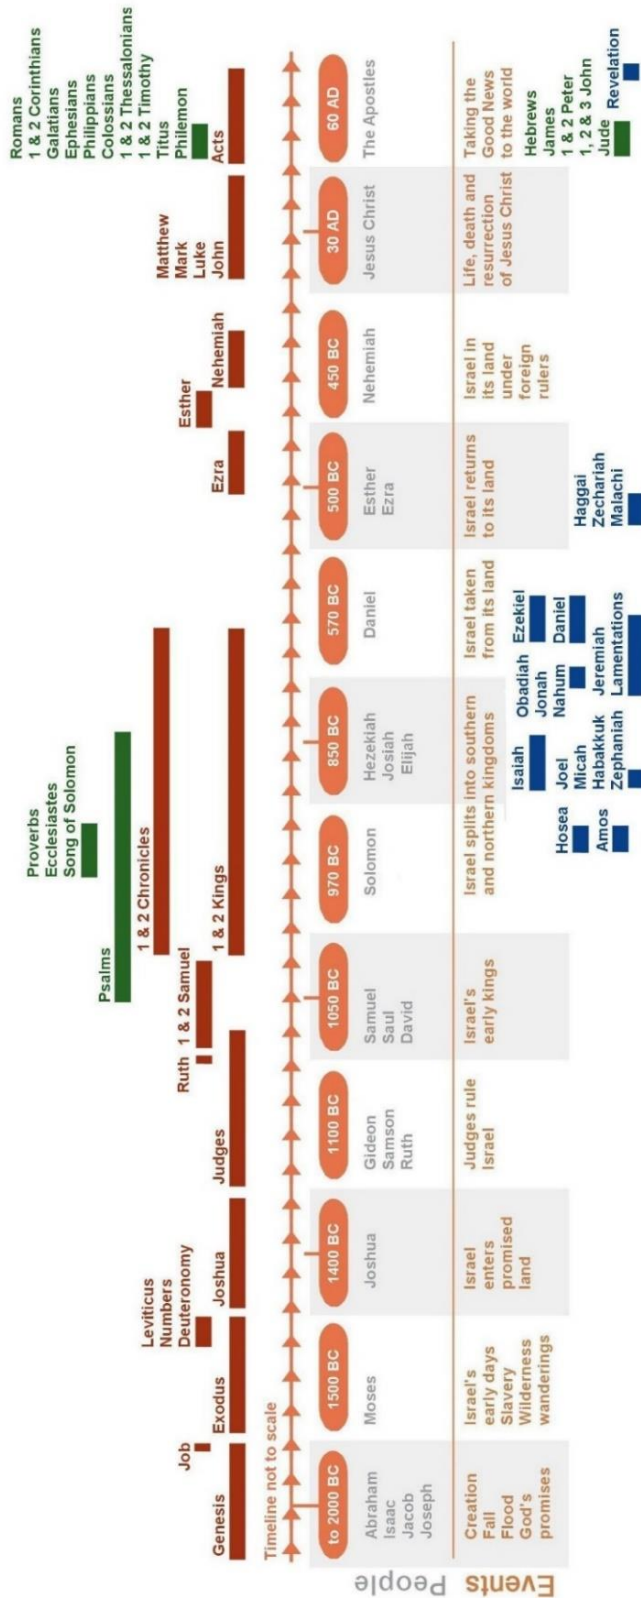 Proverbs
Ecclesiastes
Song of Solomon
Psalms
1 & 2 Chronicles
Romans
1 & 2 Corinthians
Galatians
Ephesians
Philippians
Colossians
1 & 2 Thessalonians
1 & 2 Timothy
Titus
Philemon
Leviticus
Numbers
Deuteronomy
Job
Ruth
1 & 2 Samuel
Esther
Matthew
Mark
Luke
John
Genesis
Exodus
Joshua
Judges
1 & 2 Kings
Ezra
Nehemiah
Acts
Timeline not to scale
to 2000 BC
1500 BC
1400 BC
1100 BC
1050 BC
970 BC
850 BC
570 BC
500 BC
450 BC
30 AD
60 AD
People
Abraham
Isaac
Jacob
Joseph
Moses
Joshua
Gideon
Samson
Ruth
Samuel
Saul
David
Solomon
Hezekiah
Josiah
Elijah
Daniel
Esther
Ezra
Nehemiah
Jesus Christ
The Apostles
Events
Creation
Fall
Flood
God's
promises
Israel's
early days
Slavery
Wilderness
wanderings
Israel
enters
promised
land
Judges rule
Israel
Israel's
early kings
Israel splits into southern
and northern kingdoms
Israel taken
from its land
Israel returns
to its land
Israel in
its land
under
foreign
rulers
Life, death and
resurrection
of Jesus Christ
Taking the
Good News
to the world
Hosea
Amos
Isaiah
Joel
Micah
Habakkuk
Zephaniah
Obadiah
Jonah
Nahum
Ezekiel
Daniel
Jeremiah
Lamentations
Haggai
Zechariah
Malachi
Hebrews
James
1 & 2 Peter
1, 2 & 3 John
Jude
Revelation